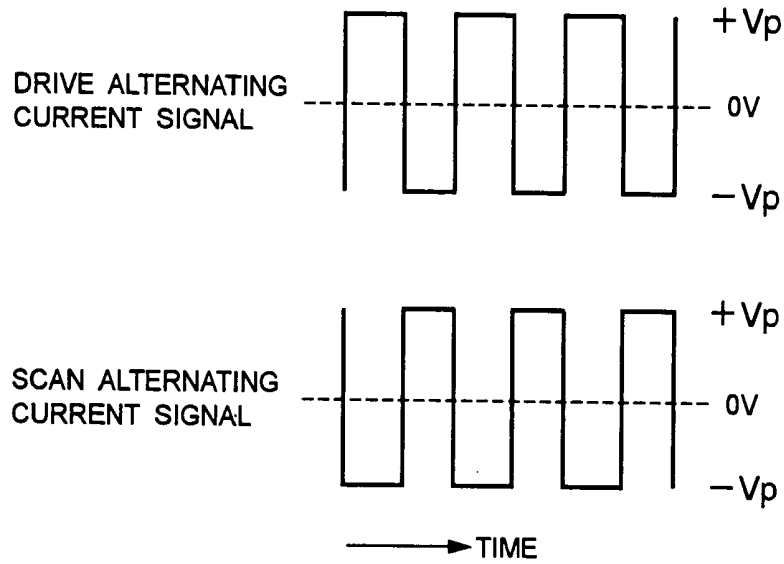 +Vp
DRIVE ALTERNATING
CURRENT SIGNAL
0V
−Vp
+Vp
SCAN ALTERNATING
CURRENT SIGNAL
0V
−Vp
TIME